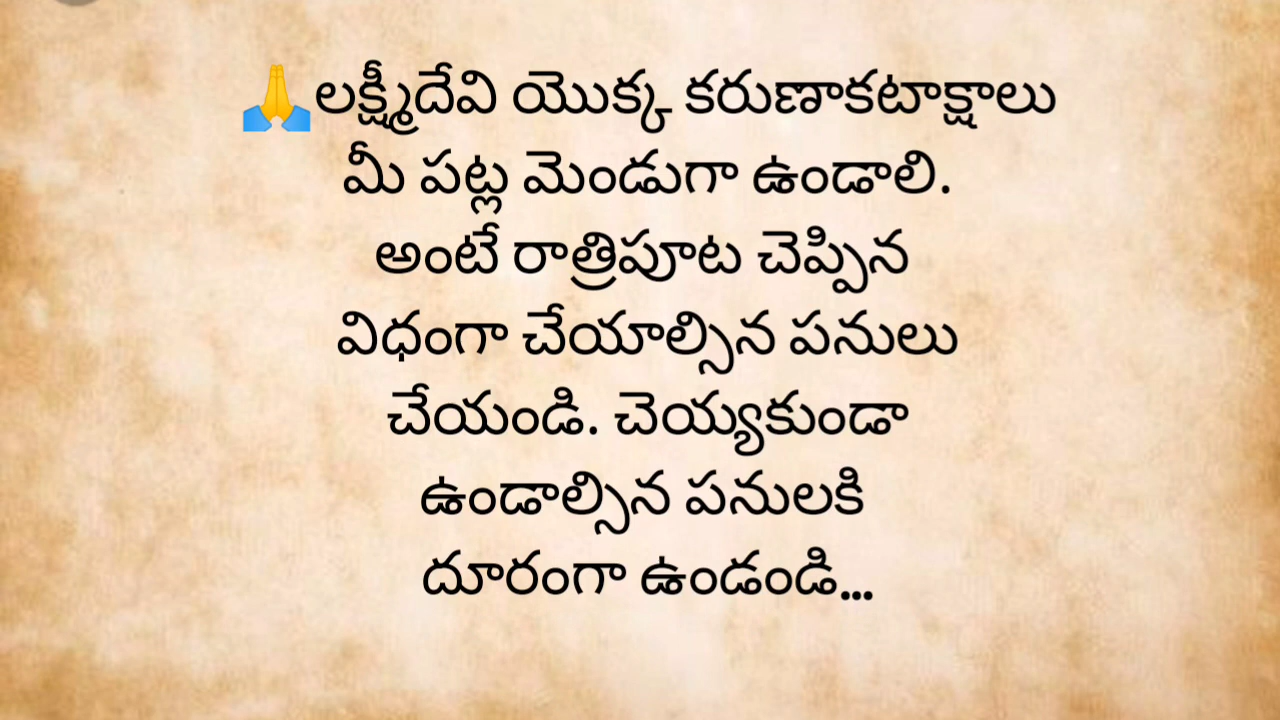 🙏లక్ష్మీదేవి యొక్క కరుణాకటాక్షాలు
మీ పట్ల మెండుగా ఉండాలి.
అంటే రాత్రిపూట చెప్పిన
విధంగా చేయాల్సిన పనులు
చేయండి. చెయ్యకుండా
ఉండాల్సిన పనులకి
దూరంగా ఉండండి...